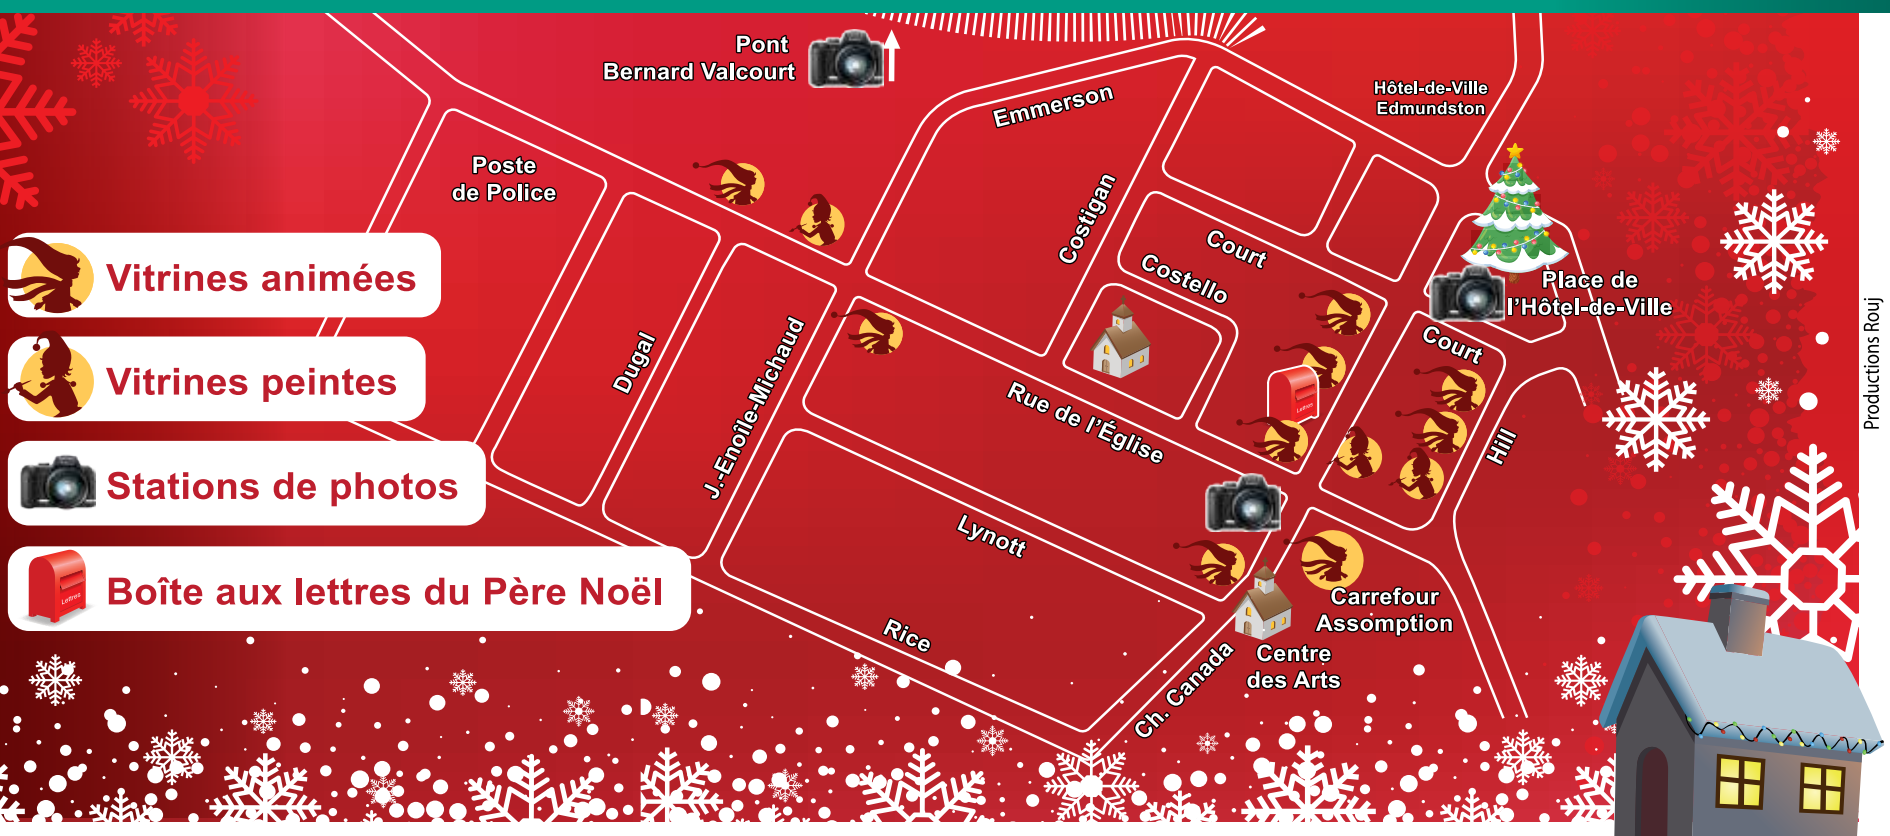 Pont
Bernard Valcourt
Emmerson
Hôtel-de-Ville
Edmundston
Poste
de Police
Costigan
Court
Costello
Place de
l'Hôtel-de-Ville
Court
Vitrines animées
Vitrines peintes
Stations de photos
Boîte aux lettres du Père Noël
Lettres
Dugal
J.-Enoïle-Michaud
Rue de l'Église
Lettres
Hill
Lynott
Rice
Ch. Canada
Carrefour
Assomption
Centre
des Arts
Productions Rouj